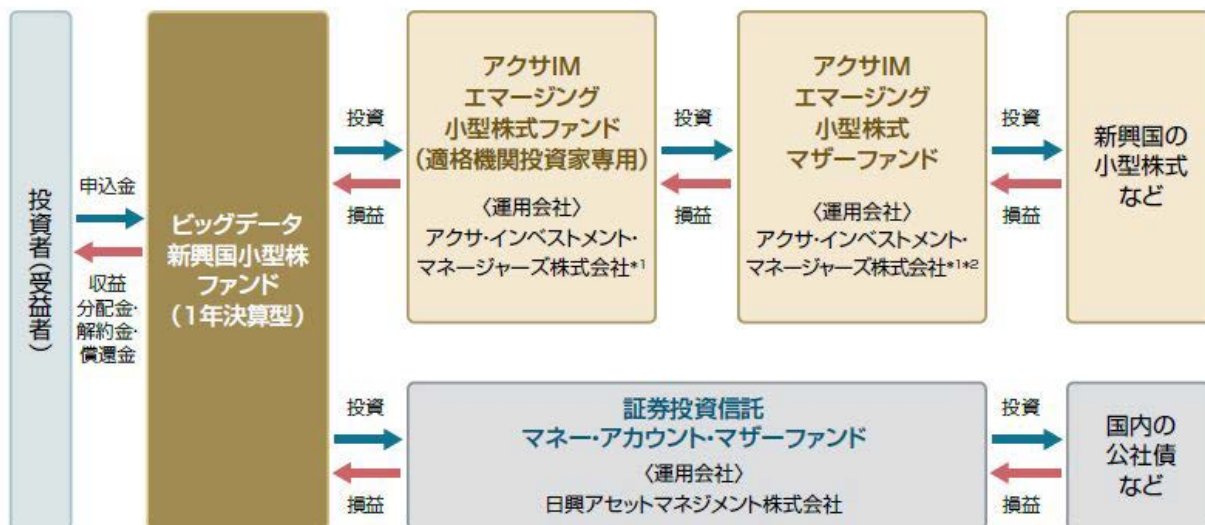 投資者(受益者)
申込金
収益
分配金・
解約金・
償還金
ビッグデータ
新興国小型株
ファンド
(1年決算型)
投資
損益
アクサIM
エマージング
小型株式ファンド
(適格機関投資家専用)
〈運用会社〉
アクサ・インベストメント・
マネージャーズ株式会社*1
投資
損益
アクサIM
エマージング
小型株式
マザーファンド
〈運用会社〉
アクサ・インベストメント・
マネージャーズ株式会社*1*2
投資
損益
新興国の
小型株式
など
投資
損益
証券投資信託
マネー・アカウント・マザーファンド
〈運用会社〉
日興アセットマネジメント株式会社
投資
損益
国内の
公社債
など